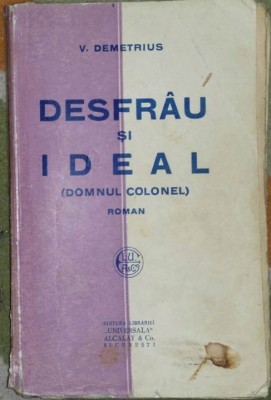 V. DEMETRIUS
DESFRÂU
ȘI
IDEAL
(DOMNUL COLONEL)
ROMAN
EDITURA LIBRĂRIEI
„UNIVERSALA"
ALCALAY & Co.
BUCUREȘTI